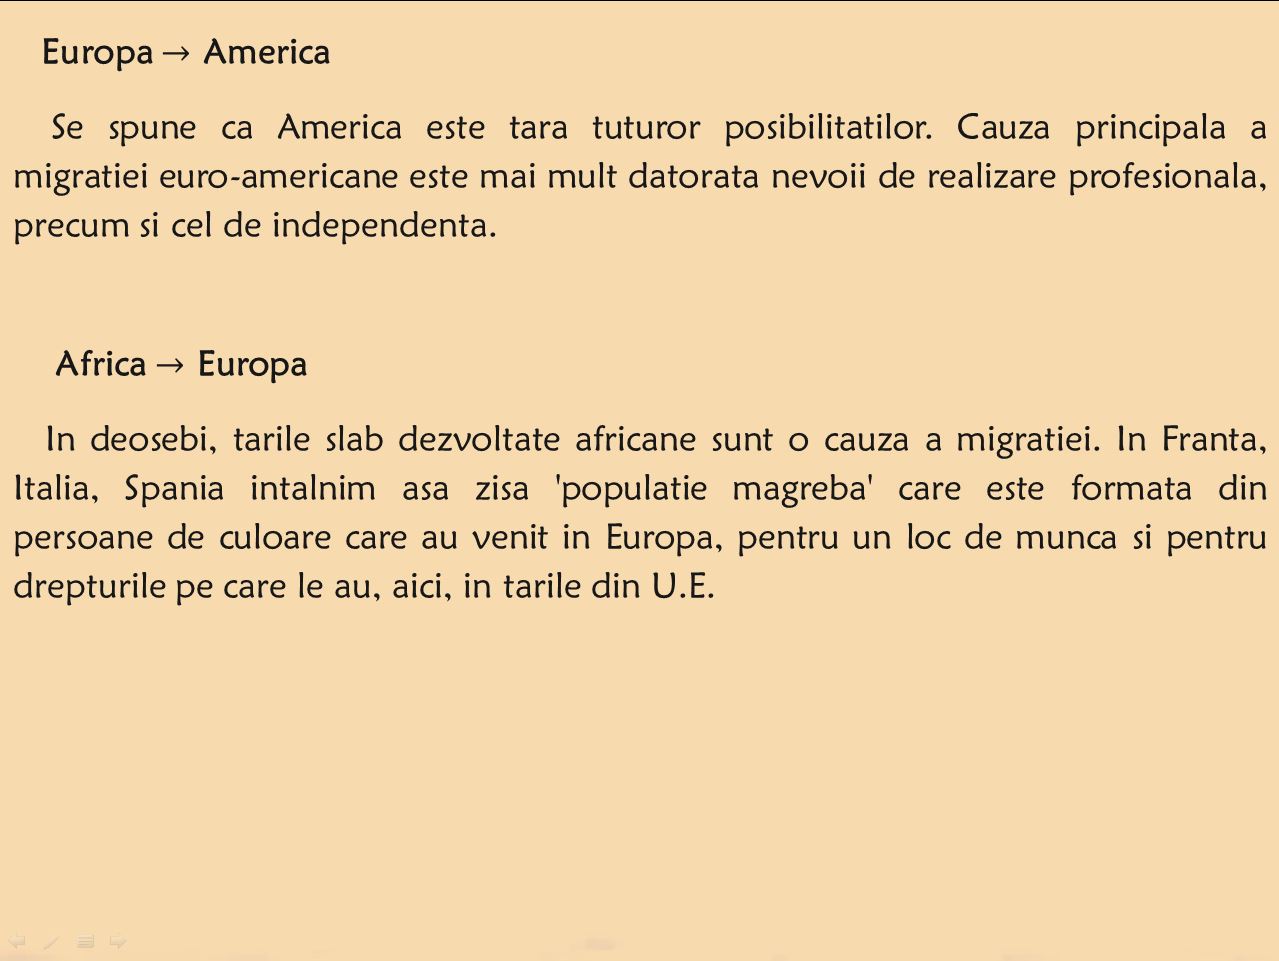 Europa → America
Se spune ca America este tara tuturor posibilitatilor. Cauza principala a
migratiei euro-americane este mai mult datorata nevoii de realizare profesionala,
precum si cel de independenta.
Africa → Europa
In deosebi, tarile slab dezvoltate africane sunt o cauza a migratiei. In Franta,
Italia, Spania intalnim asa zisa 'populatie magreba' care este formata din
persoane de culoare care au venit in Europa, pentru un loc de munca si pentru
drepturile pe care le au, aici, in tarile din U.E.